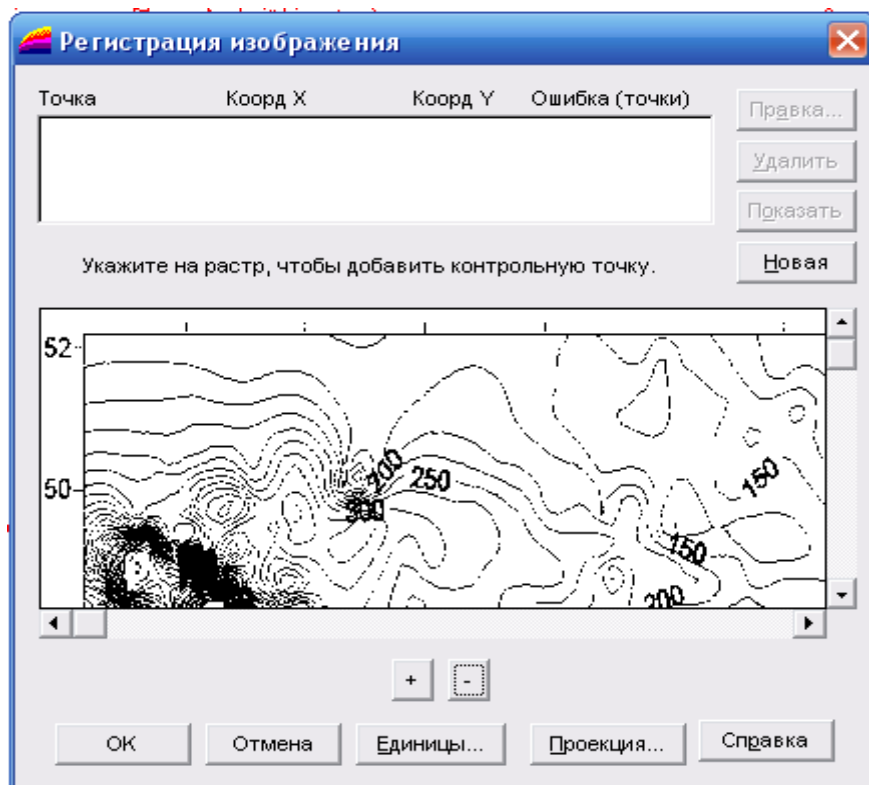 Регистрация изображения
Точка Коорд X Коорд Y Ошибка (точки)
Правка...
Удалить
Показать
Новая
Укажите на растр, чтобы добавить контрольную точку.
52
50
200
250
300
150
150
200
+
-
OK
Отмена
Единицы...
Проекция...
Справка